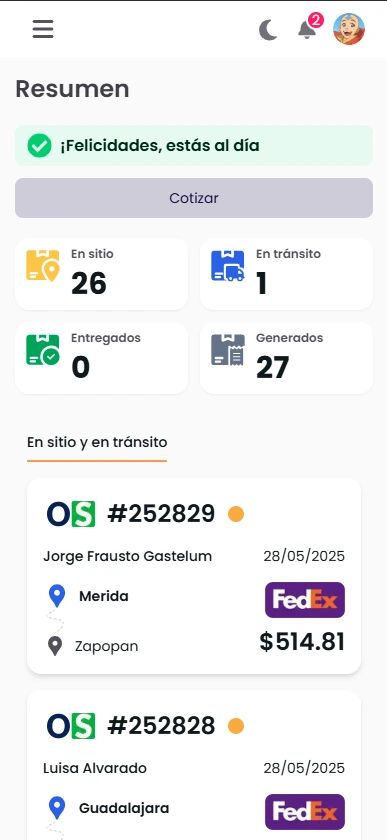 2
Resumen
¡Felicidades, estás al día
Cotizar
En sitio
26
En tránsito
1
Entregados
0
Generados
27
En sitio y en tránsito
OS #252829
Jorge Frausto Gastelum 28/05/2025
Merida FedEx
Zapopan $514.81
OS #252828
Luisa Alvarado 28/05/2025
Guadalajara FedEx